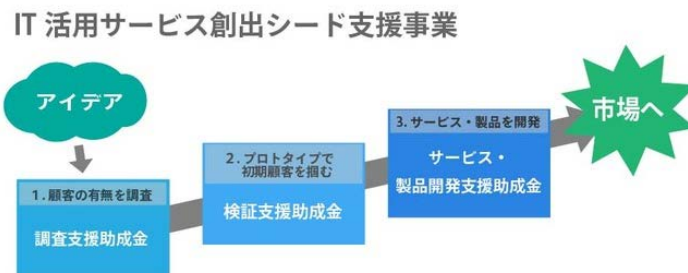 IT 活用サービス創出シード支援事業
アイデア
1.顧客の有無を調査
調査支援助成金
2.プロトタイプで
初期顧客を掴む
検証支援助成金
3.サービス・製品を開発
サービス・
製品開発支援助成金
市場へ